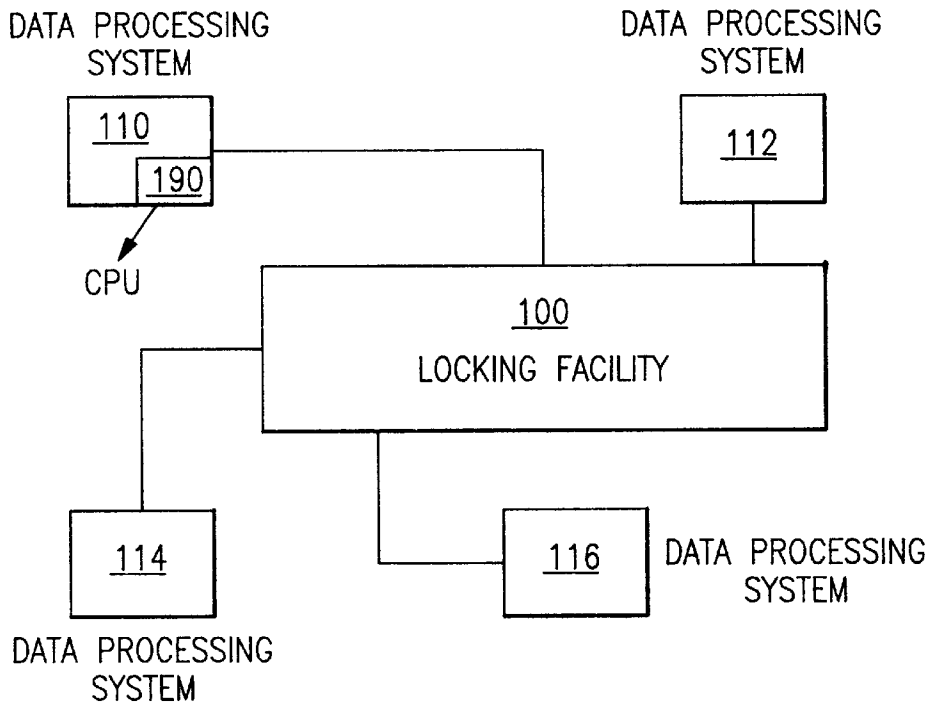 DATA PROCESSING
SYSTEM
110
190
CPU
DATA PROCESSING
SYSTEM
112
100
LOCKING FACILITY
114
DATA PROCESSING
SYSTEM
116
DATA PROCESSING
SYSTEM